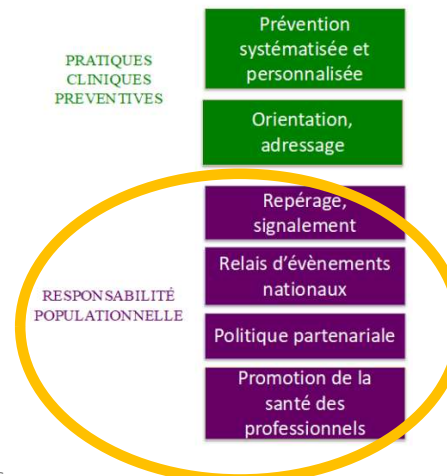 PRATIQUES
CLINIQUES
PREVENTIVES
Prévention
systématisée et
personnalisée
Orientation,
adressage
RESPONSABILITÉ
POPULATIONNELLE
Repérage,
signalement
Relais d'évènements
nationaux
Politique partenariale
Promotion de la
santé des
professionnels